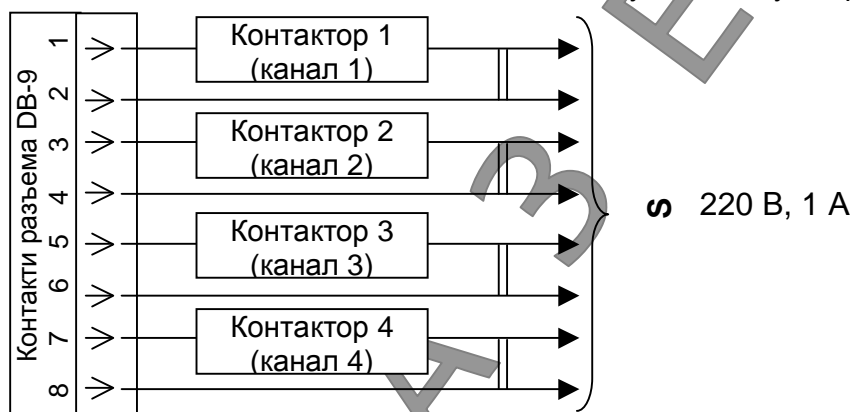 Контакти разъема DB-9
1
Контактор 1
(канал 1)
2
3
Контактор 2
(канал 2)
4
5
Контактор 3
(канал 3)
6
7
Контактор 4
(канал 4)
8
s 220 В, 1 А
А З Е